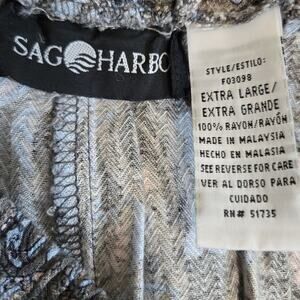 SAG HARBO
STYLE/ESTILO:
F03098
EXTRA LARGE/
EXTRA GRANDE
100% RAYON/RAYÓN
MADE IN MALAYSIA
HECHO EN MALASIA
SEE REVERSE FOR CARE
VER AL DORSO PARA
CUIDADO
RN# 51735